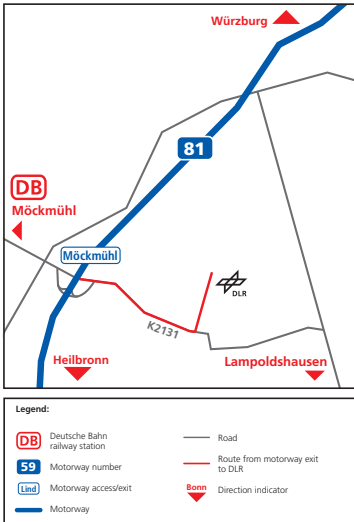 Würzburg
81
DB
Möckmühl
Möckmühl
DLR
K2131
Heilbronn
Lampoldshausen
Legend:
DB Deutsche Bahn
railway station
59 Motorway number
Lind Motorway access/exit
Motorway
Road
Route from motorway exit
to DLR
Bonn Direction indicator